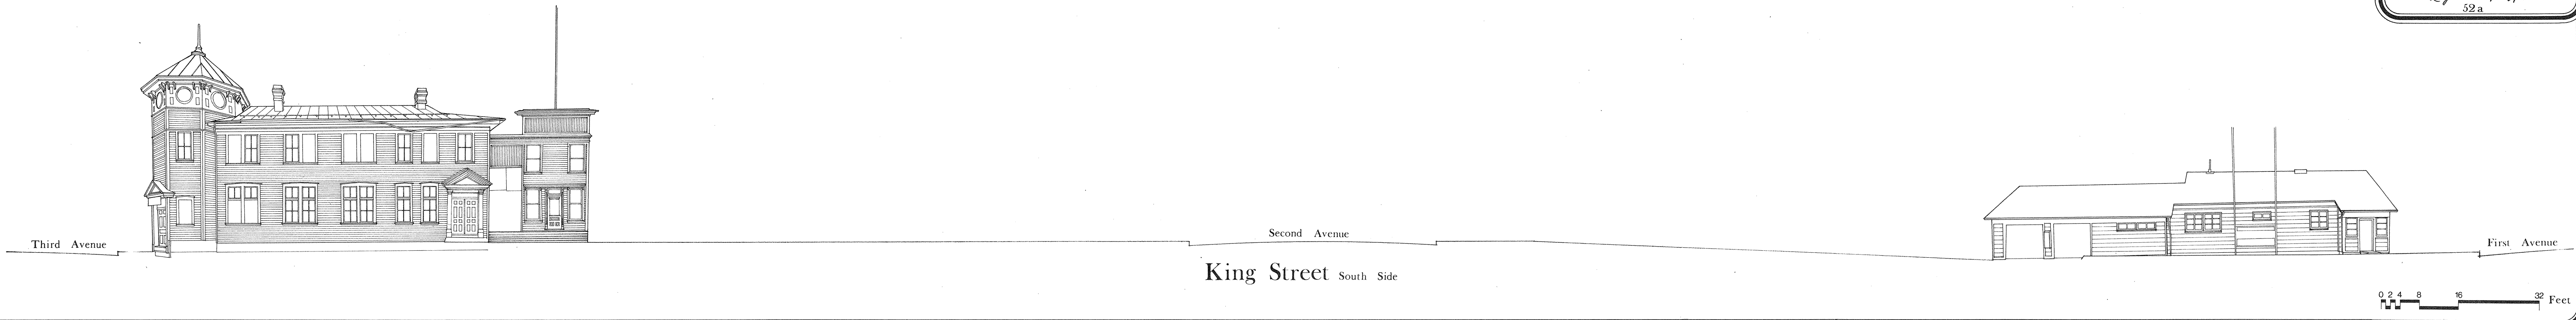 52a
Third Avenue
Second Avenue
First Avenue
King Street South Side
0 2 4 8 16 32 Feet